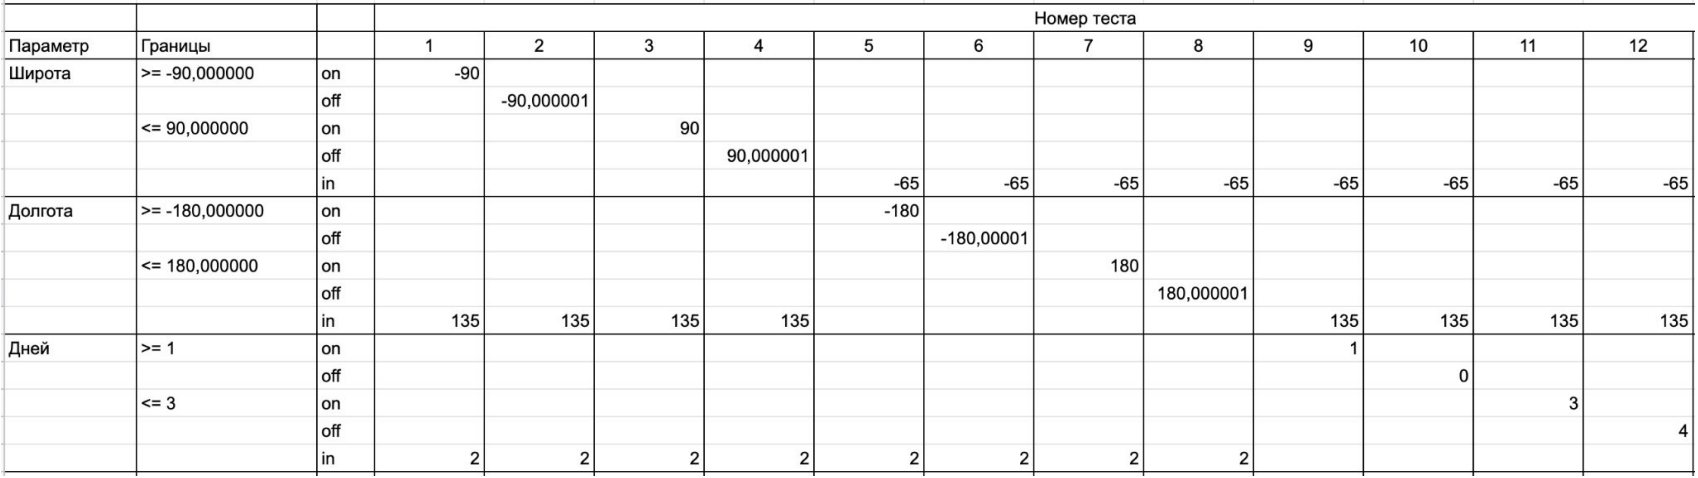 Номер теста
Параметр Границы 1 2 3 4 5 6 7 8 9 10 11 12
Широта >= -90,000000 on -90
off -90,000001
<= 90,000000 on 90
off 90,000001
in -65 -65 -65 -65 -65 -65 -65 -65
Долгота >= -180,000000 on -180
off -180,00001
<= 180,000000 on 180
off 180,000001
in 135 135 135 135 135 135 135 135
Дней >= 1 on 1
off 0
<= 3 on 3
off 4
in 2 2 2 2 2 2 2 2